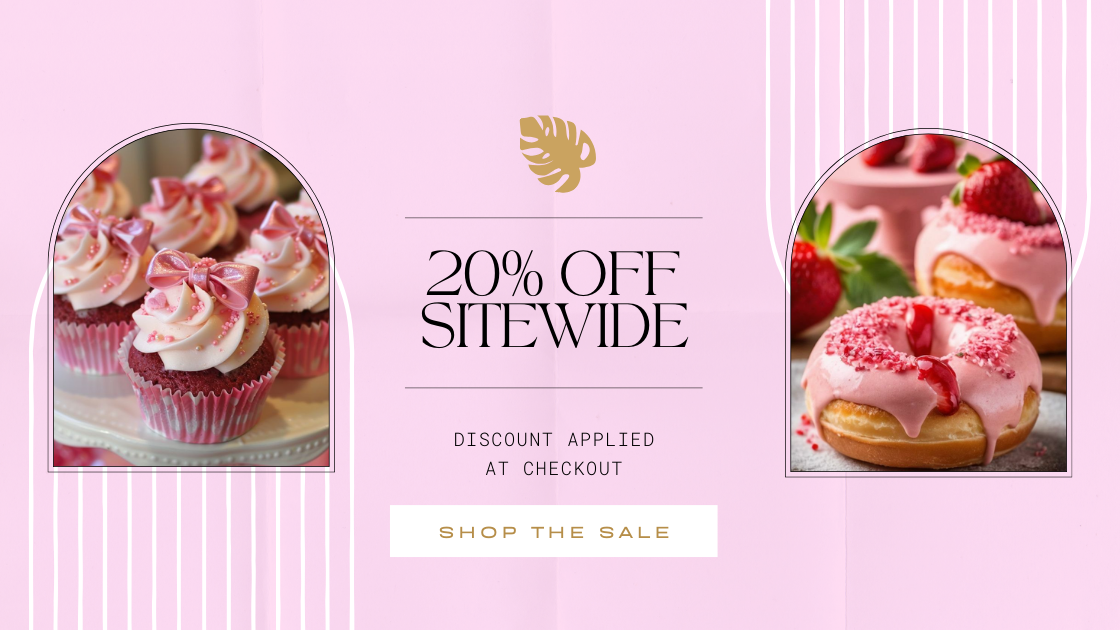 20% OFF
SITEWIDE
DISCOUNT APPLIED
AT CHECKOUT
SHOP THE SALE